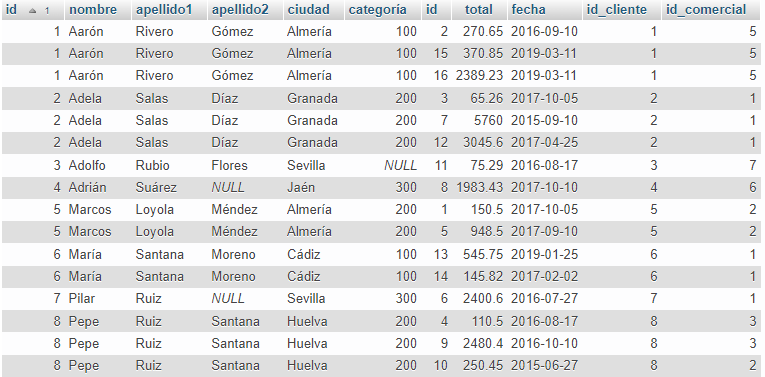 id 1 nombre apellido1 apellido2 ciudad categoría id total fecha id_cliente id_comercial
1 Aarón Rivero Gómez Almería 100 2 270.65 2016-09-10 1 5
1 Aarón Rivero Gómez Almería 100 15 370.85 2019-03-11 1 5
1 Aarón Rivero Gómez Almería 100 16 2389.23 2019-03-11 1 5
2 Adela Salas Díaz Granada 200 3 65.26 2017-10-05 2 1
2 Adela Salas Díaz Granada 200 7 5760 2015-09-10 2 1
2 Adela Salas Díaz Granada 200 12 3045.6 2017-04-25 2 1
3 Adolfo Rubio Flores Sevilla NULL 11 75.29 2016-08-17 3 7
4 Adrián Suárez NULL Jaén 300 8 1983.43 2017-10-10 4 6
5 Marcos Loyola Méndez Almería 200 1 150.5 2017-10-05 5 2
5 Marcos Loyola Méndez Almería 200 5 948.5 2017-09-10 5 2
6 María Santana Moreno Cádiz 100 13 545.75 2019-01-25 6 1
6 María Santana Moreno Cádiz 100 14 145.82 2017-02-02 6 1
7 Pilar Ruiz NULL Sevilla 300 6 2400.6 2016-07-27 7 1
8 Pepe Ruiz Santana Huelva 200 4 110.5 2016-08-17 8 3
8 Pepe Ruiz Santana Huelva 200 9 2480.4 2016-10-10 8 3
8 Pepe Ruiz Santana Huelva 200 10 250.45 2015-06-27 8 2